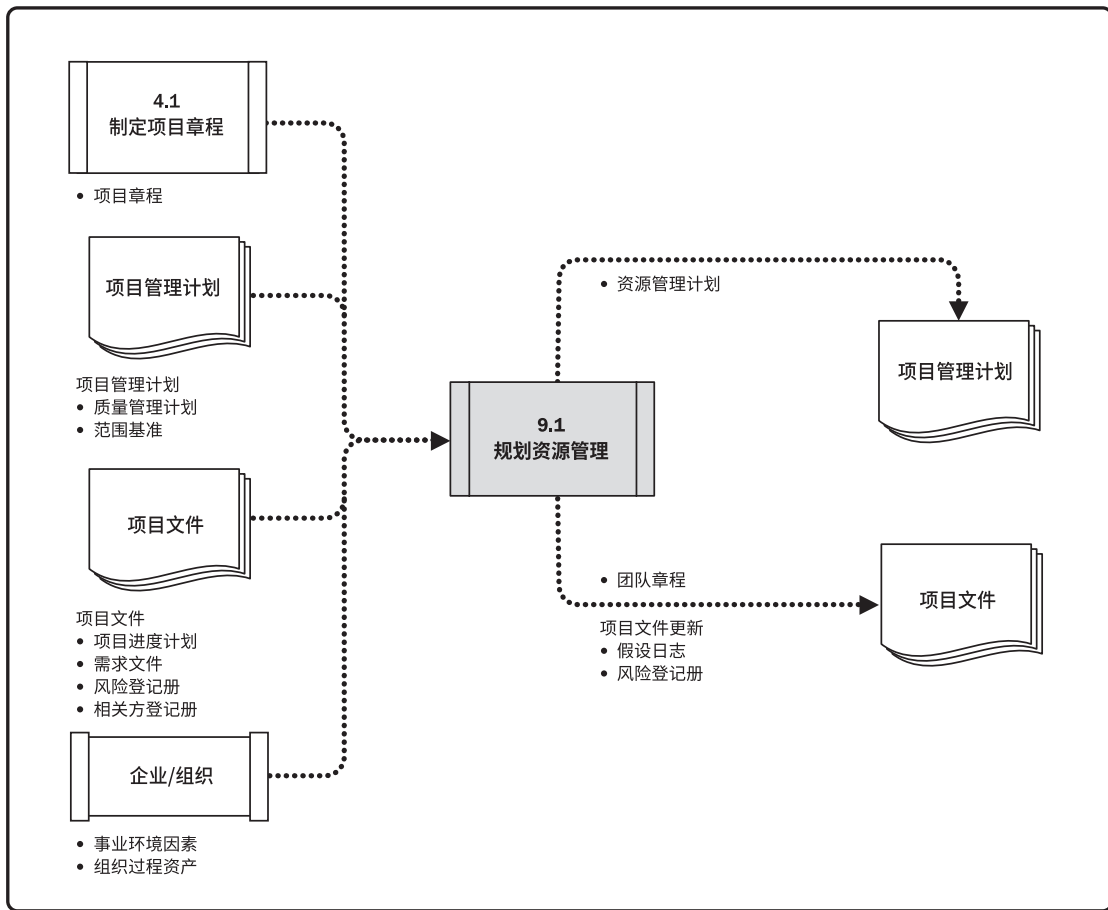 4.1
制定项目章程
• 项目章程
项目管理计划
项目管理计划
• 质量管理计划
• 范围基准
项目文件
项目文件
• 项目进度计划
• 需求文件
• 风险登记册
• 相关方登记册
企业/组织
• 事业环境因素
• 组织过程资产
9.1
规划资源管理
• 资源管理计划
项目管理计划
• 团队章程
项目文件更新
• 假设日志
• 风险登记册
项目文件